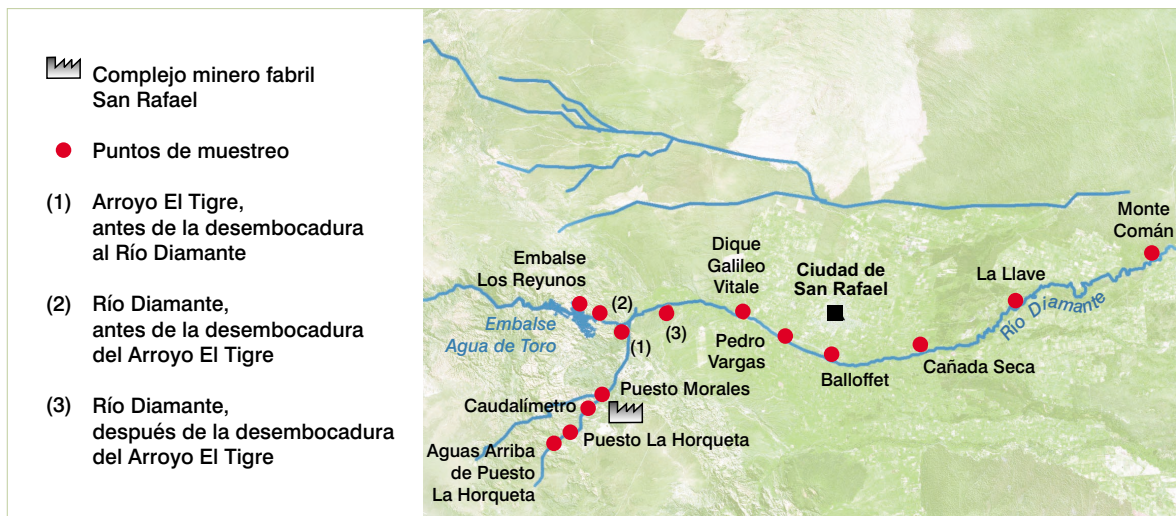 Complejo minero fabril
San Rafael
Puntos de muestreo
(1) Arroyo El Tigre,
antes de la desembocadura
al Río Diamante
(2) Río Diamante,
antes de la desembocadura
del Arroyo El Tigre
(3) Río Diamante,
después de la desembocadura
del Arroyo El Tigre
Embalse
Los Reyunos
(2)
Embalse
Agua de Toro
(1)
(3)
Dique
Galileo
Vitale
Ciudad de
San Rafael
Pedro
Vargas
Balloffet
Cañada Seca
La Llave
Río Diamante
Monte
Comán
Puesto Morales
Caudalímetro
Puesto La Horqueta
Aguas Arriba
de Puesto
La Horqueta